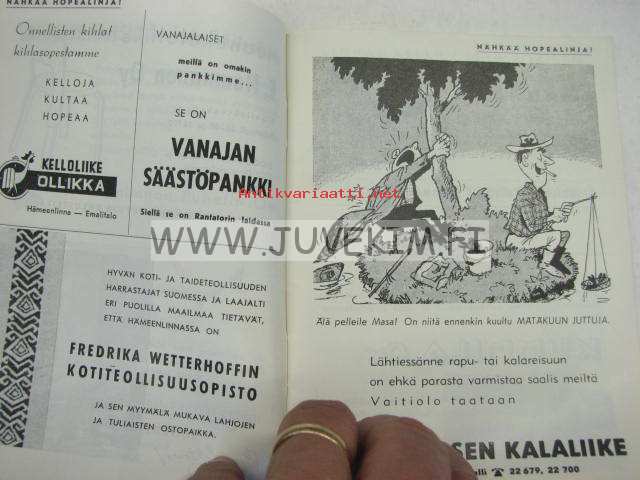 NÄHKÄÄ HOPEALINJA!
Onnellisten kihlat
kihlasopestamme
KELLOJA
KULTAA
HOPEAA
KELLOLIIKE
OLLIKKA
Hämeenlinna — Emalitalo
VANAJALAISET
meillä on omakin
pankkimme...
SE ON
VANAJAN
SÄÄSTÖPANKKI
Siellä se on Rantatorin laidassa
HYVÄN KOTI- JA TAIDETEOLLISUUDEN
HARRASTAJAT SUOMESSA JA LAAJALTI
ERI PUOLILLA MAAILMAA TIETÄVÄT,
ETTÄ HÄMEENLINNASSA ON
FREDRIKA WETTERHOFFIN
KOTITEOLLISUUSOPISTO
JA SEN MYYMÄLÄ MUKAVA LAHJOJEN
JA TULIAISTEN OSTOPAIKKA.
NÄHKÄÄ HOPEALINJA!
Älä pelleile Masa! On niitä ennenkin kuultu MATAKUUN JUTTUJA.
Lähtiessänne rapu- tai kalareisuun
on ehkä parasta varmistaa saalis meiltä
Vaitiolo taataan
SEN KALALIIKE
lli ☎ 22 679, 22 700
Antikvariaatti.net
WWW.JUVEKIM.FI